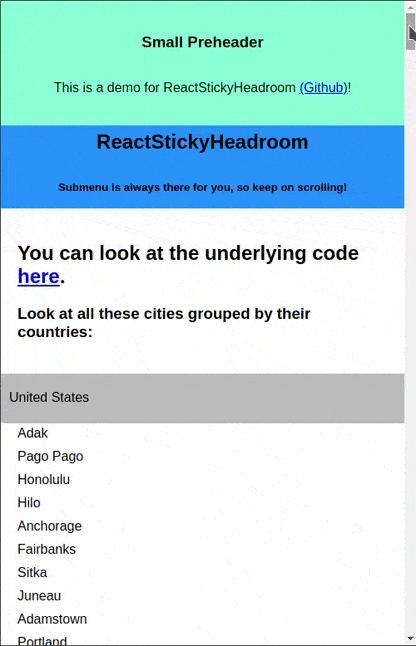 Small Preheader
This is a demo for ReactStickyHeadroom (Github)!
ReactStickyHeadroom
Submenu is always there for you, so keep on scrolling!
You can look at the underlying code
here.
Look at all these cities grouped by their
countries:
United States
Adak
Pago Pago
Honolulu
Hilo
Anchorage
Fairbanks
Sitka
Juneau
Adamstown
Portland